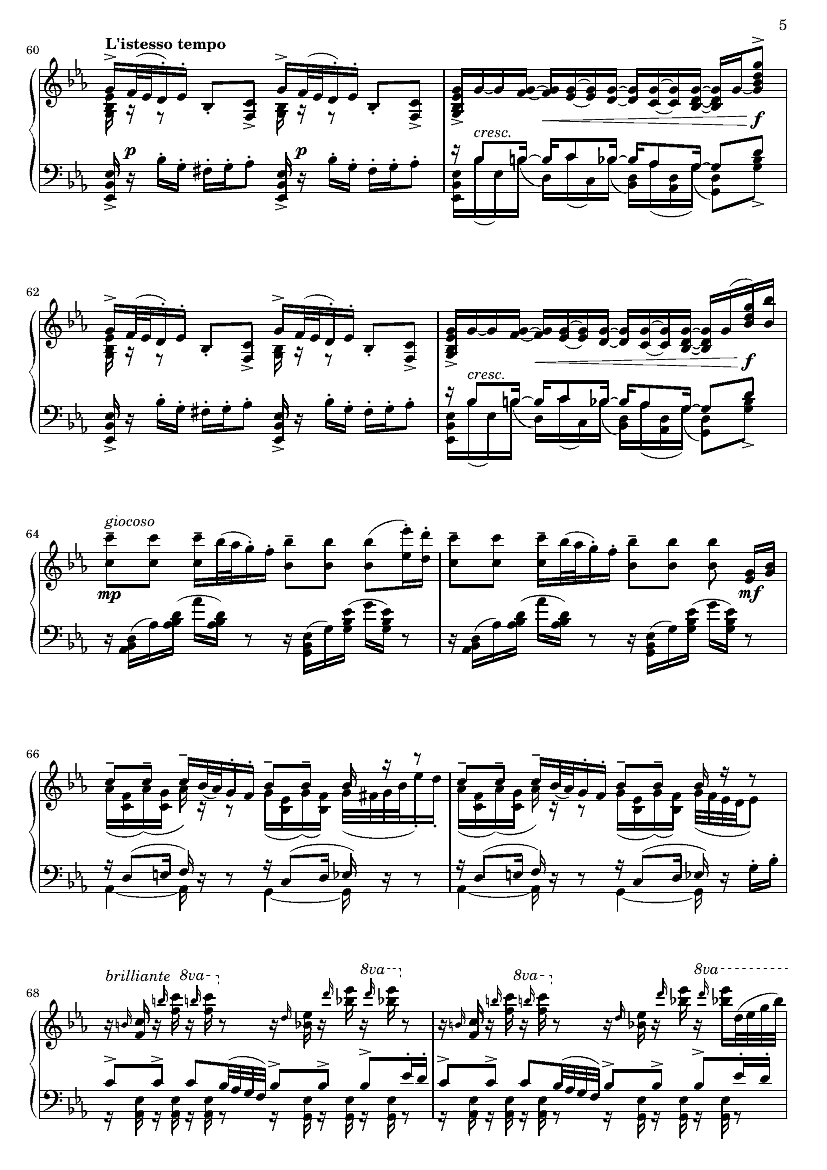 5
L'istesso tempo
60
p p cresc. f
62
cresc. f
giocoso
64
mp mf
66
brilliante 8va 8va 8va 8va
68